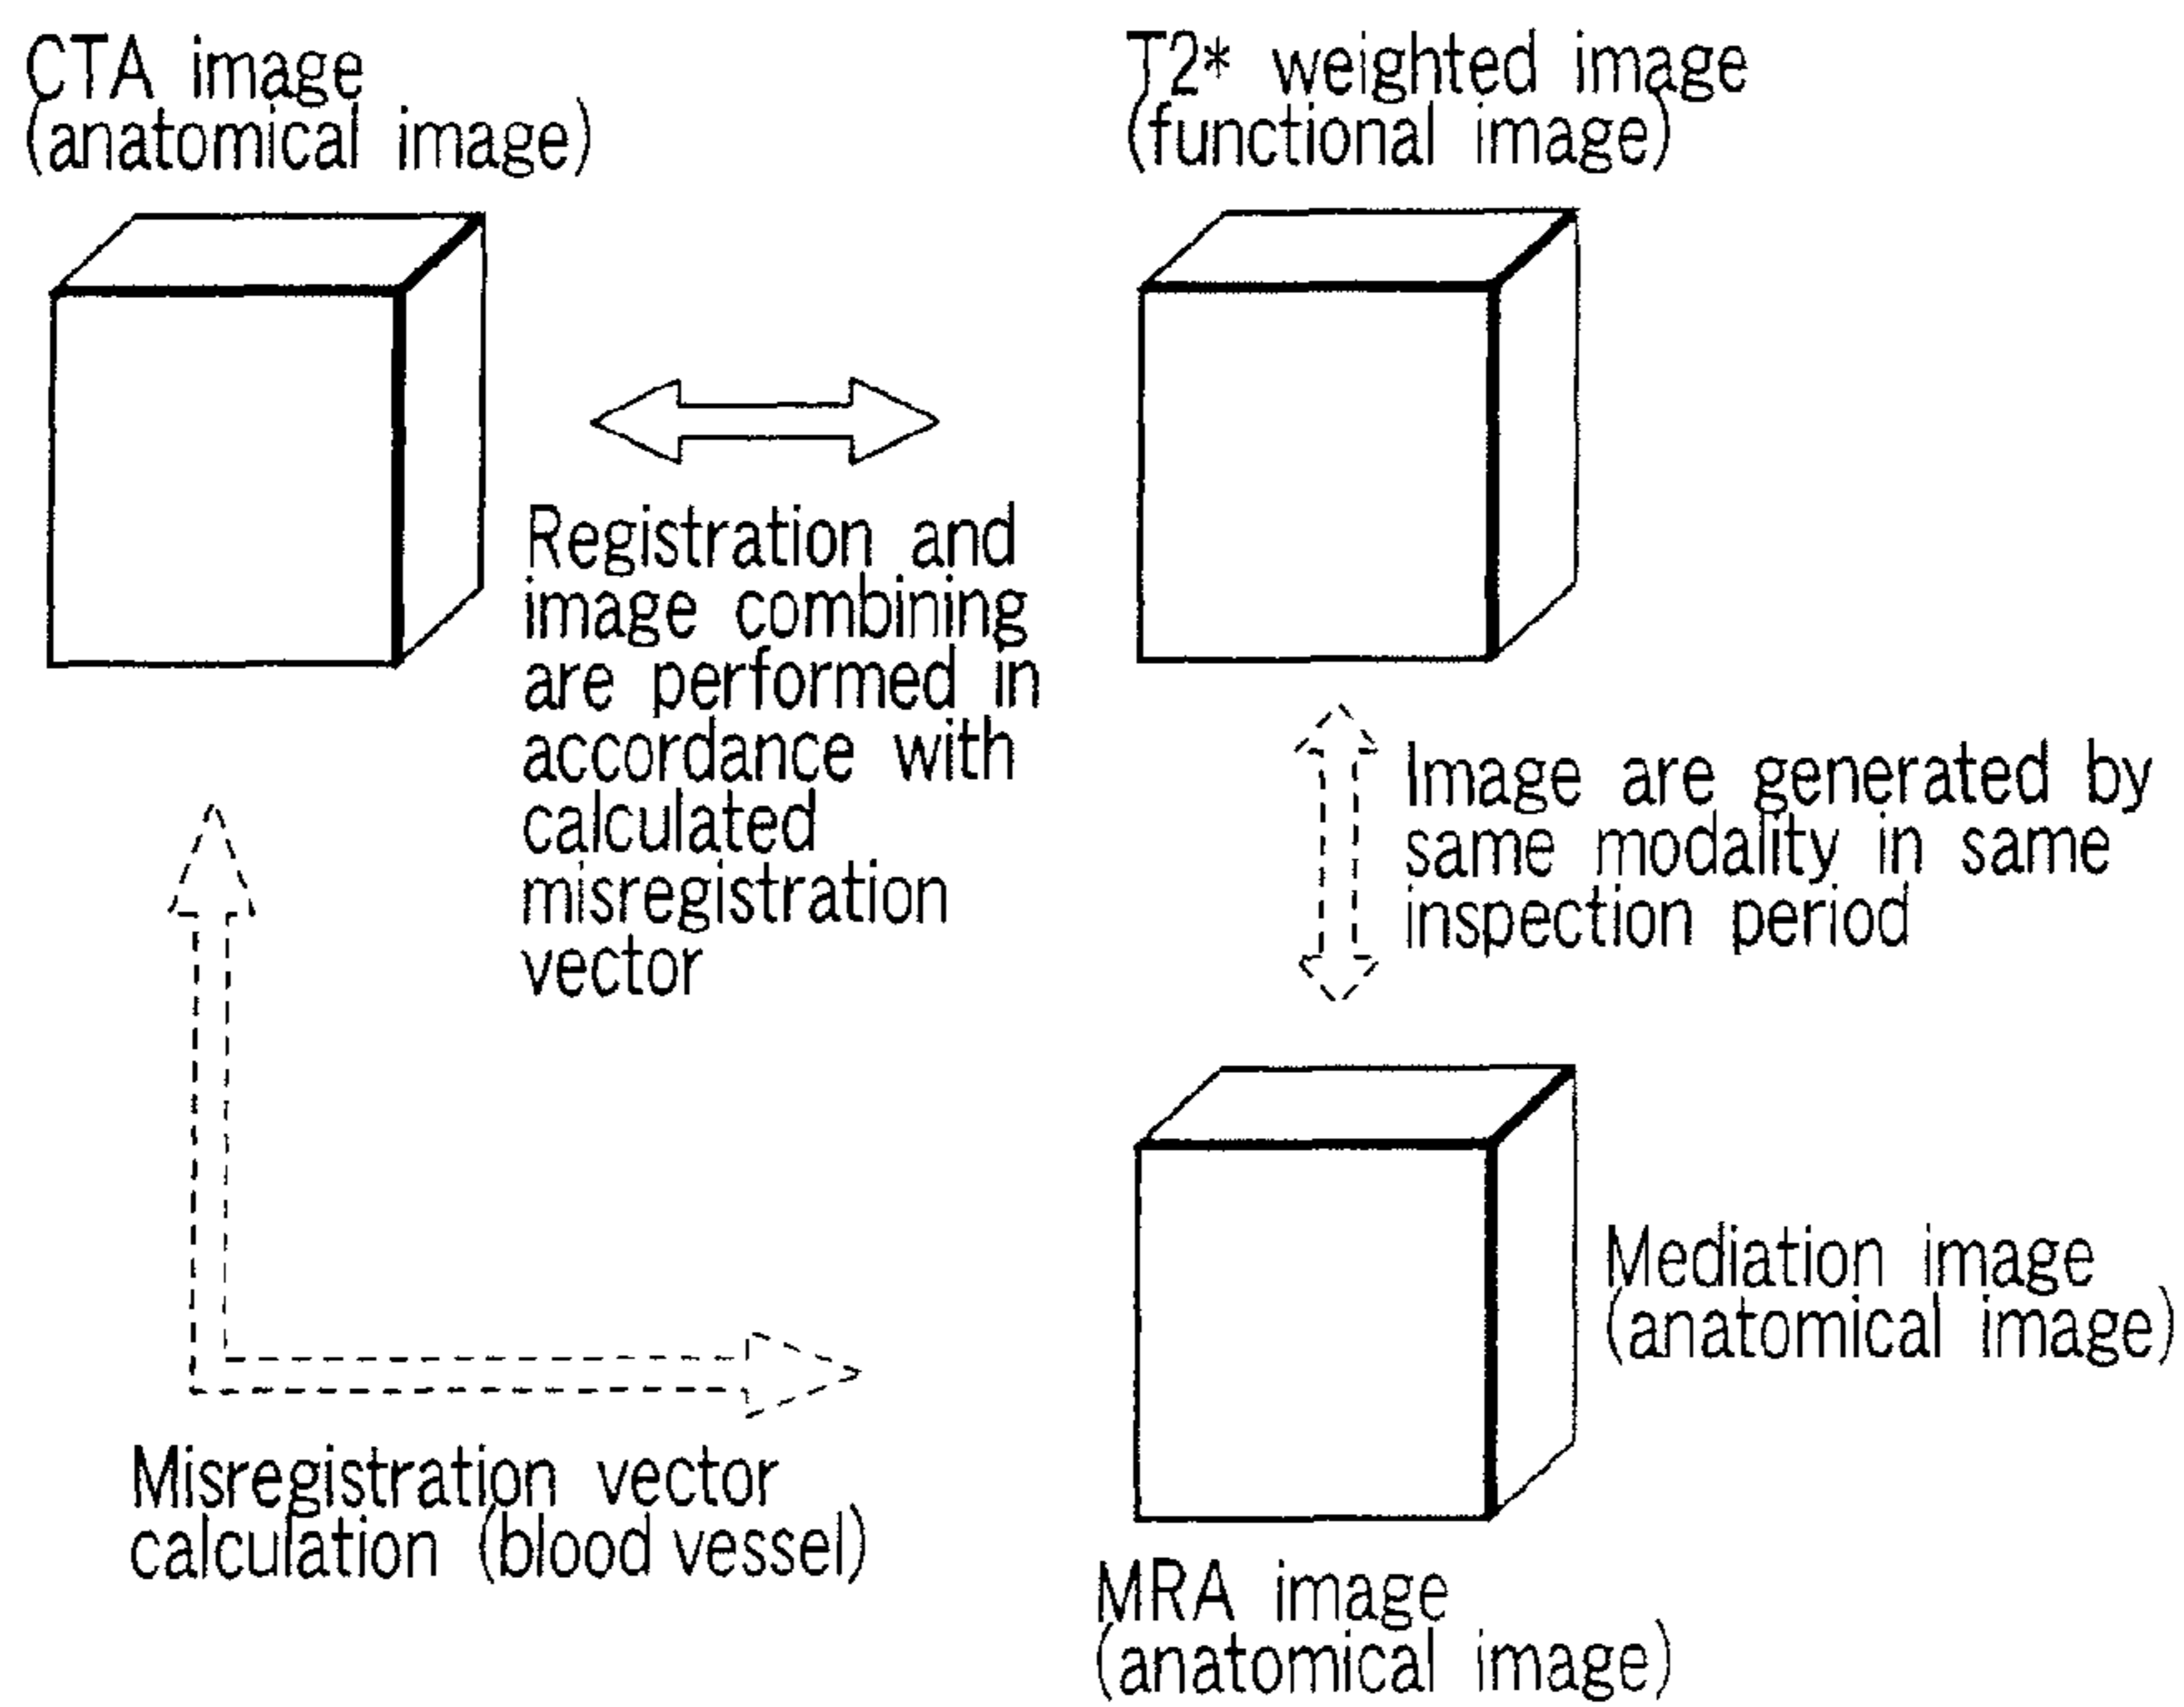 CTA image
(anatomical image)
T2* weighted image
(functional image)
Registration and
image combining
are performed in
accordance with
calculated
misregistration
vector
Image are generated by
same modality in same
inspection period
Mediation image
(anatomical image)
Misregistration vector
calculation (blood vessel)
MRA image
(anatomical image)